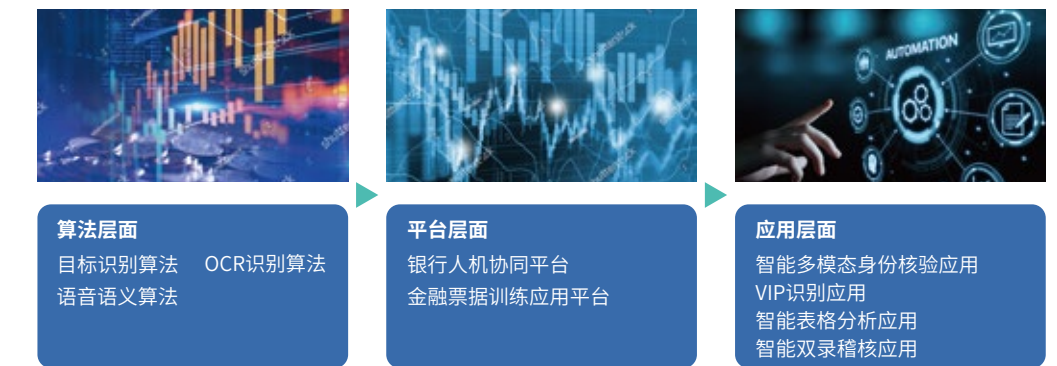 AUTOMATION
算法层面
目标识别算法 OCR识别算法
语音语义算法
平台层面
银行人机协同平台
金融票据训练应用平台
应用层面
智能多模态身份核验应用
VIP识别应用
智能表格分析应用
智能双录稽核应用